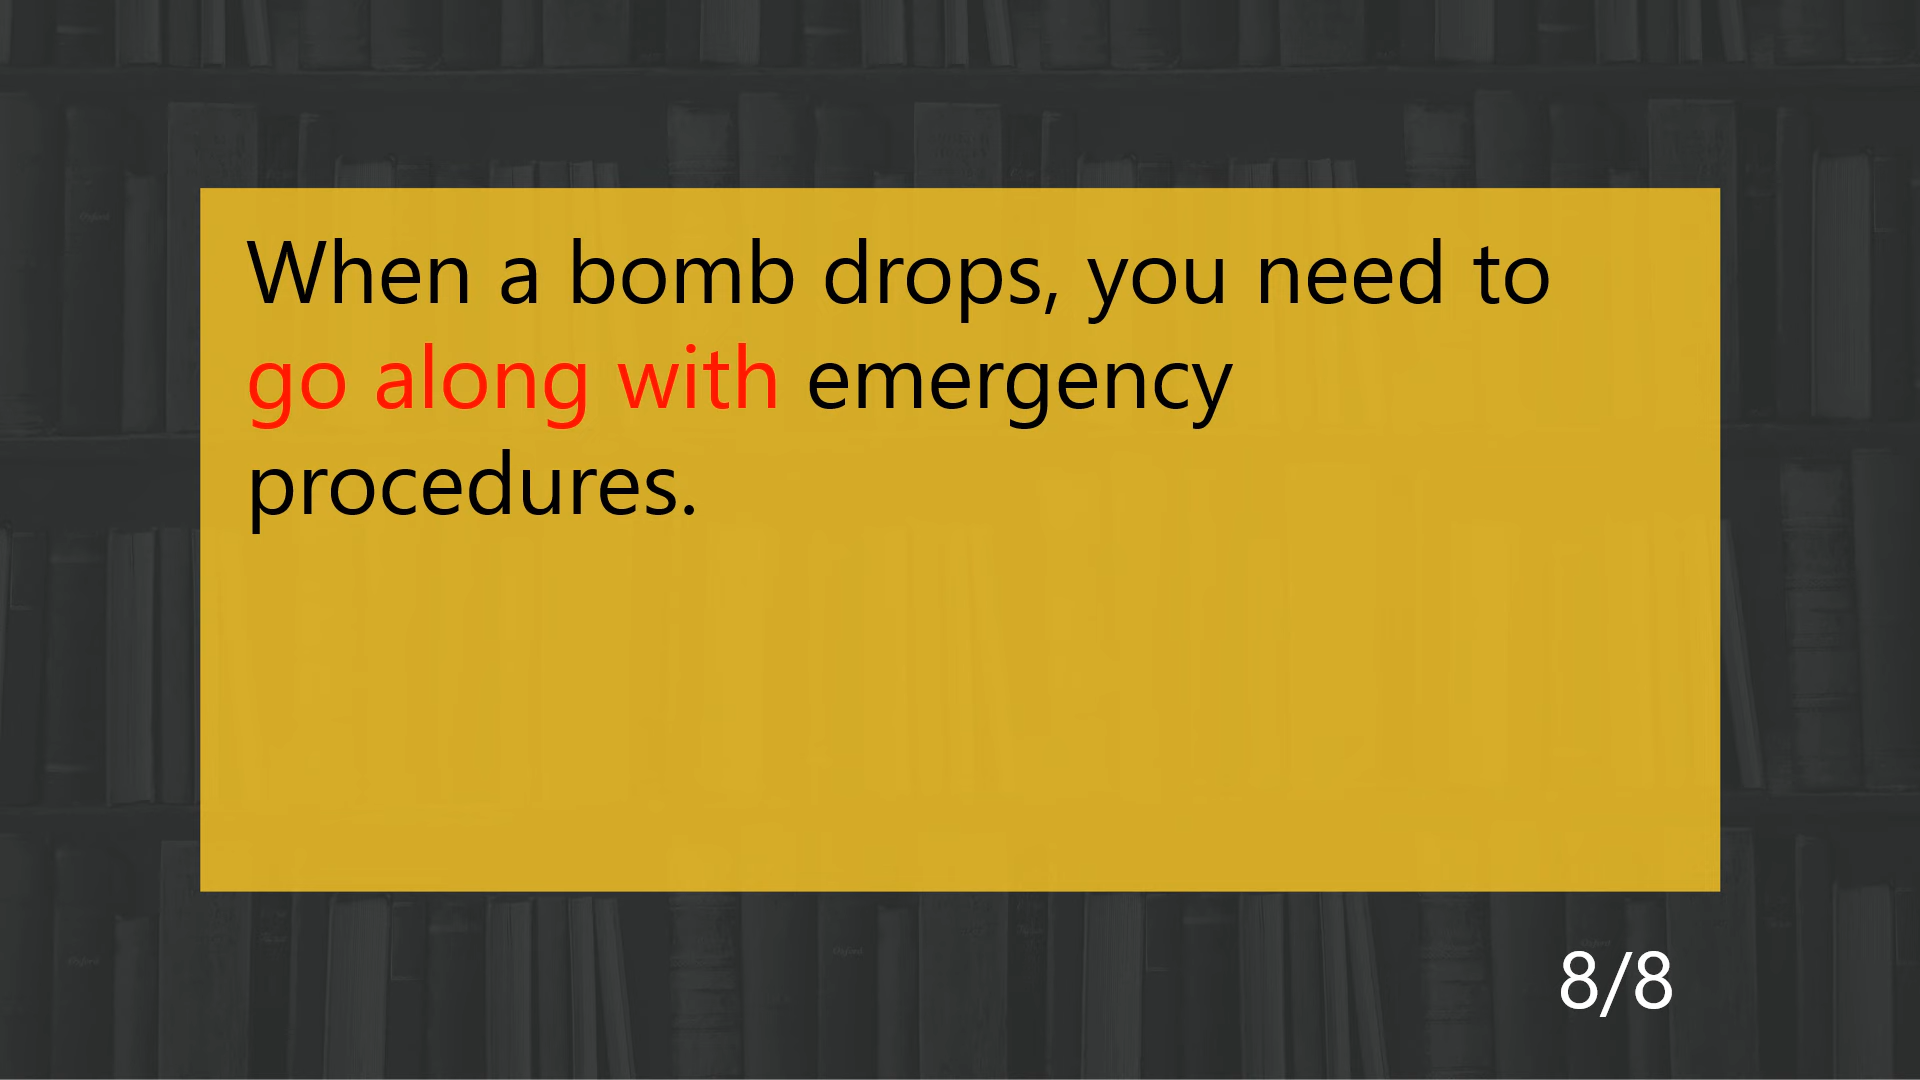 When a bomb drops, you need to
go along with emergency
procedures.
8/8